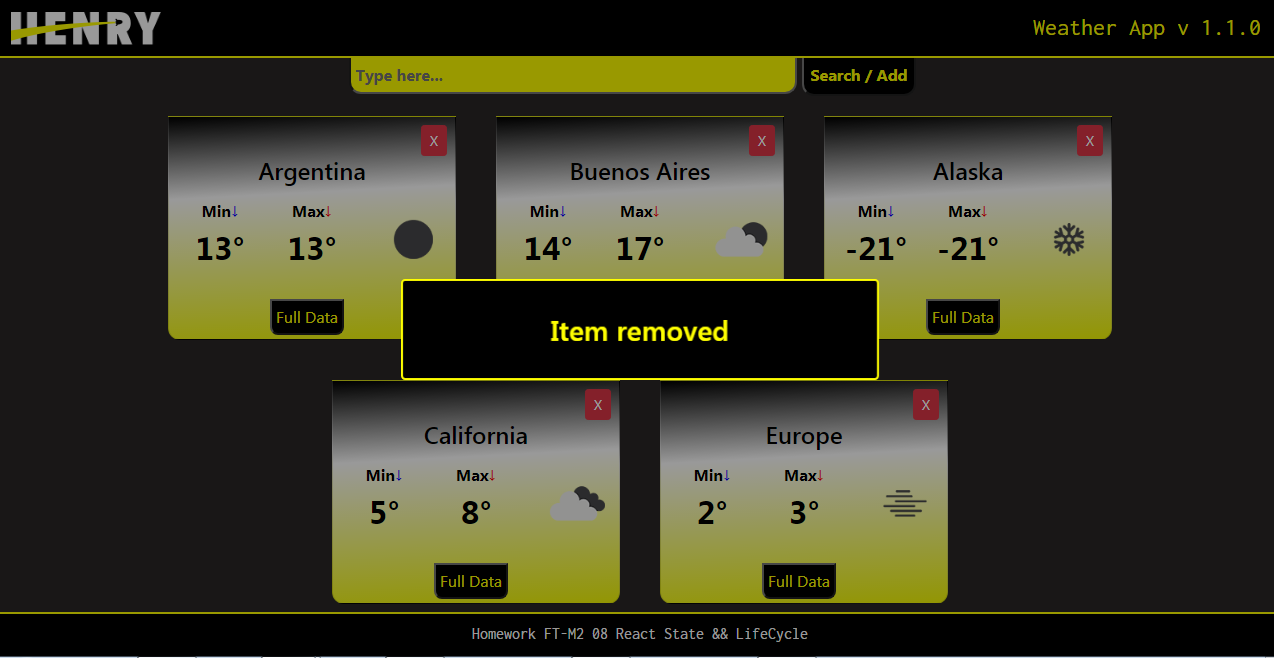 HENRY
Weather App v 1.1.0
Type here...
Search / Add
X
X
X
Argentina
Buenos Aires
Alaska
Min↓ Max↓
Min↓ Max↓
Min↓ Max↓
13° 13°
14° 17°
-21° -21°
Full Data
Full Data
Item removed
X
X
California
Europe
Min↓ Max↓
Min↓ Max↓
5° 8°
2° 3°
Full Data
Full Data
Homework FT-M2 08 React State && LifeCycle